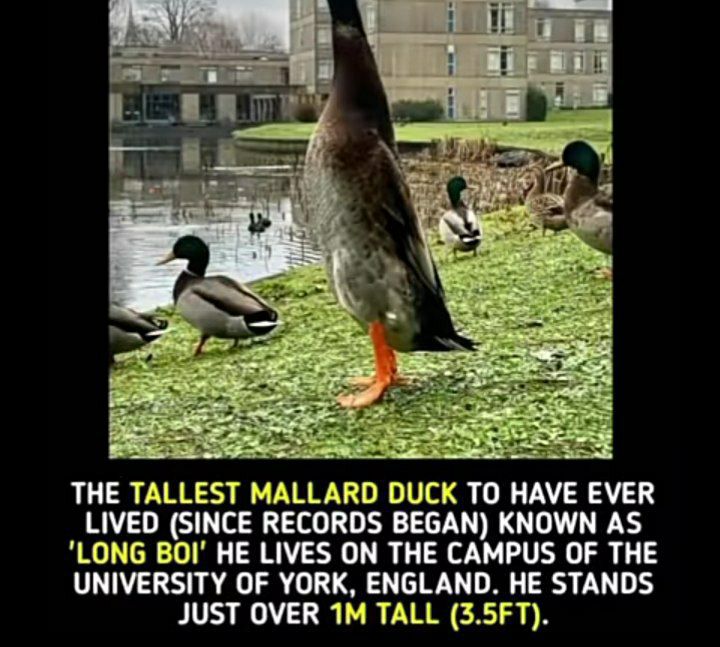 THE TALLEST MALLARD DUCK TO HAVE EVER
LIVED (SINCE RECORDS BEGAN) KNOWN AS
'LONG BOI' HE LIVES ON THE CAMPUS OF THE
UNIVERSITY OF YORK, ENGLAND. HE STANDS
JUST OVER 1M TALL (3.5FT).